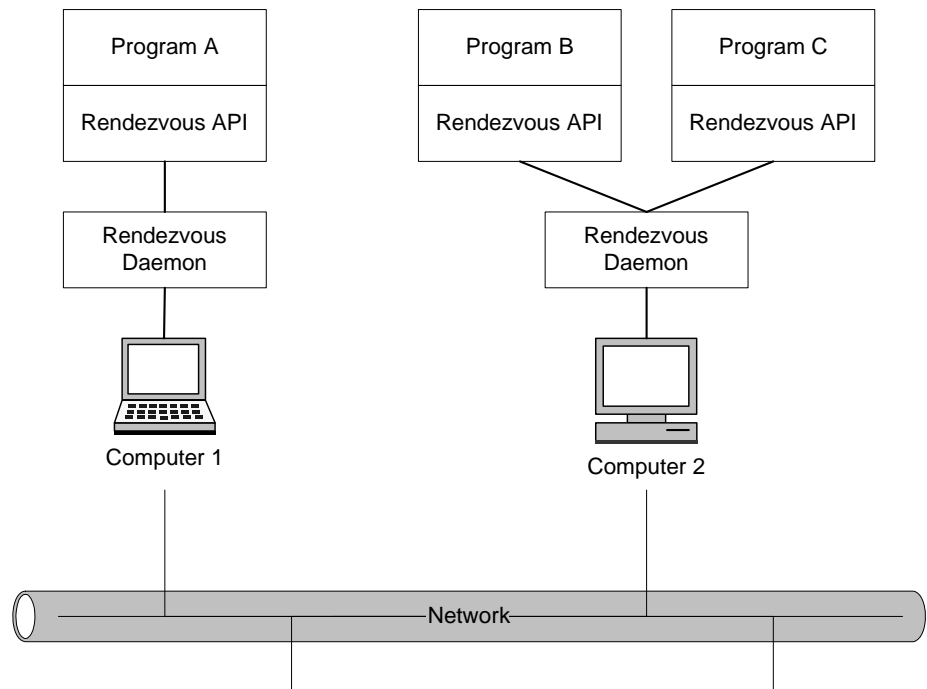 Program A
Rendezvous API
Rendezvous
Daemon
Computer 1
Program B
Rendezvous API
Program C
Rendezvous API
Rendezvous
Daemon
Computer 2
Network